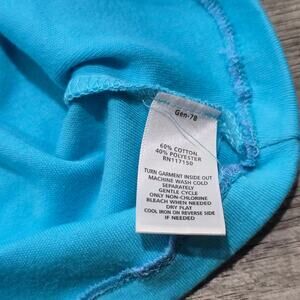 Gen-78
60% COTTON
40% POLYESTER
RN117150
TURN GARMENT INSIDE OUT
MACHINE WASH COLD
SEPARATELY
GENTLE CYCLE
ONLY NON-CHLORINE
BLEACH WHEN NEEDED
DRY FLAT
COOL IRON ON REVERSE SIDE
IF NEEDED